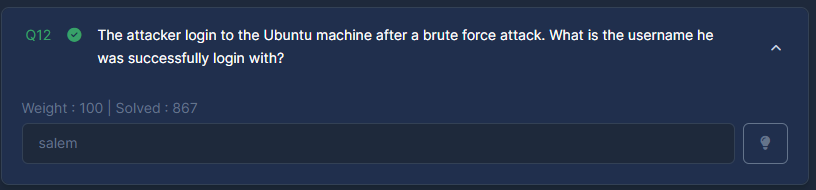 Q12 The attacker login to the Ubuntu machine after a brute force attack. What is the username he
was successfully login with?
Weight : 100 | Solved : 867
salem